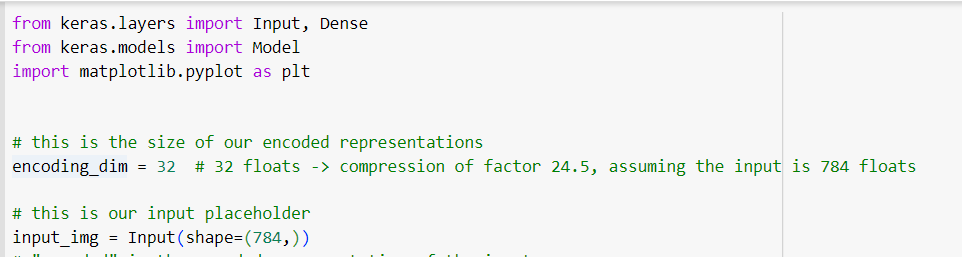 from keras.layers import Input, Dense
from keras.models import Model
import matplotlib.pyplot as plt
# this is the size of our encoded representations
encoding_dim = 32  # 32 floats -> compression of factor 24.5, assuming the input is 784 floats
# this is our input placeholder
input_img = Input(shape=(784,))